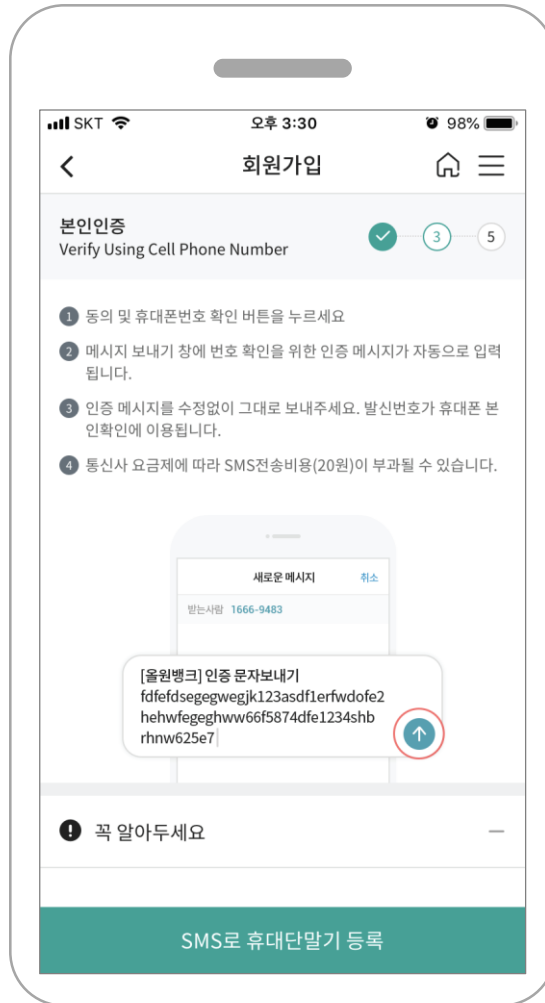 SKT 오후 3:30 98%
회원가입
본인인증
Verify Using Cell Phone Number
3 5
1 동의 및 휴대폰번호 확인 버튼을 누르세요
2 메시지 보내기 창에 번호 확인을 위한 인증 메시지가 자동으로 입력
됩니다.
3 인증 메시지를 수정없이 그대로 보내주세요. 발신번호가 휴대폰 본
인확인에 이용됩니다.
4 통신사 요금제에 따라 SMS전송비용(20원)이 부과될 수 있습니다.
새로운 메시지 취소
받는사람 1666-9483
[올원뱅크] 인증 문자보내기
fdfefdsegegwegjk123asdf1erfwdofe2
hehwfegeghww66f5874dfe1234shb
rhnw625e7
꼭 알아두세요
SMS로 휴대단말기 등록